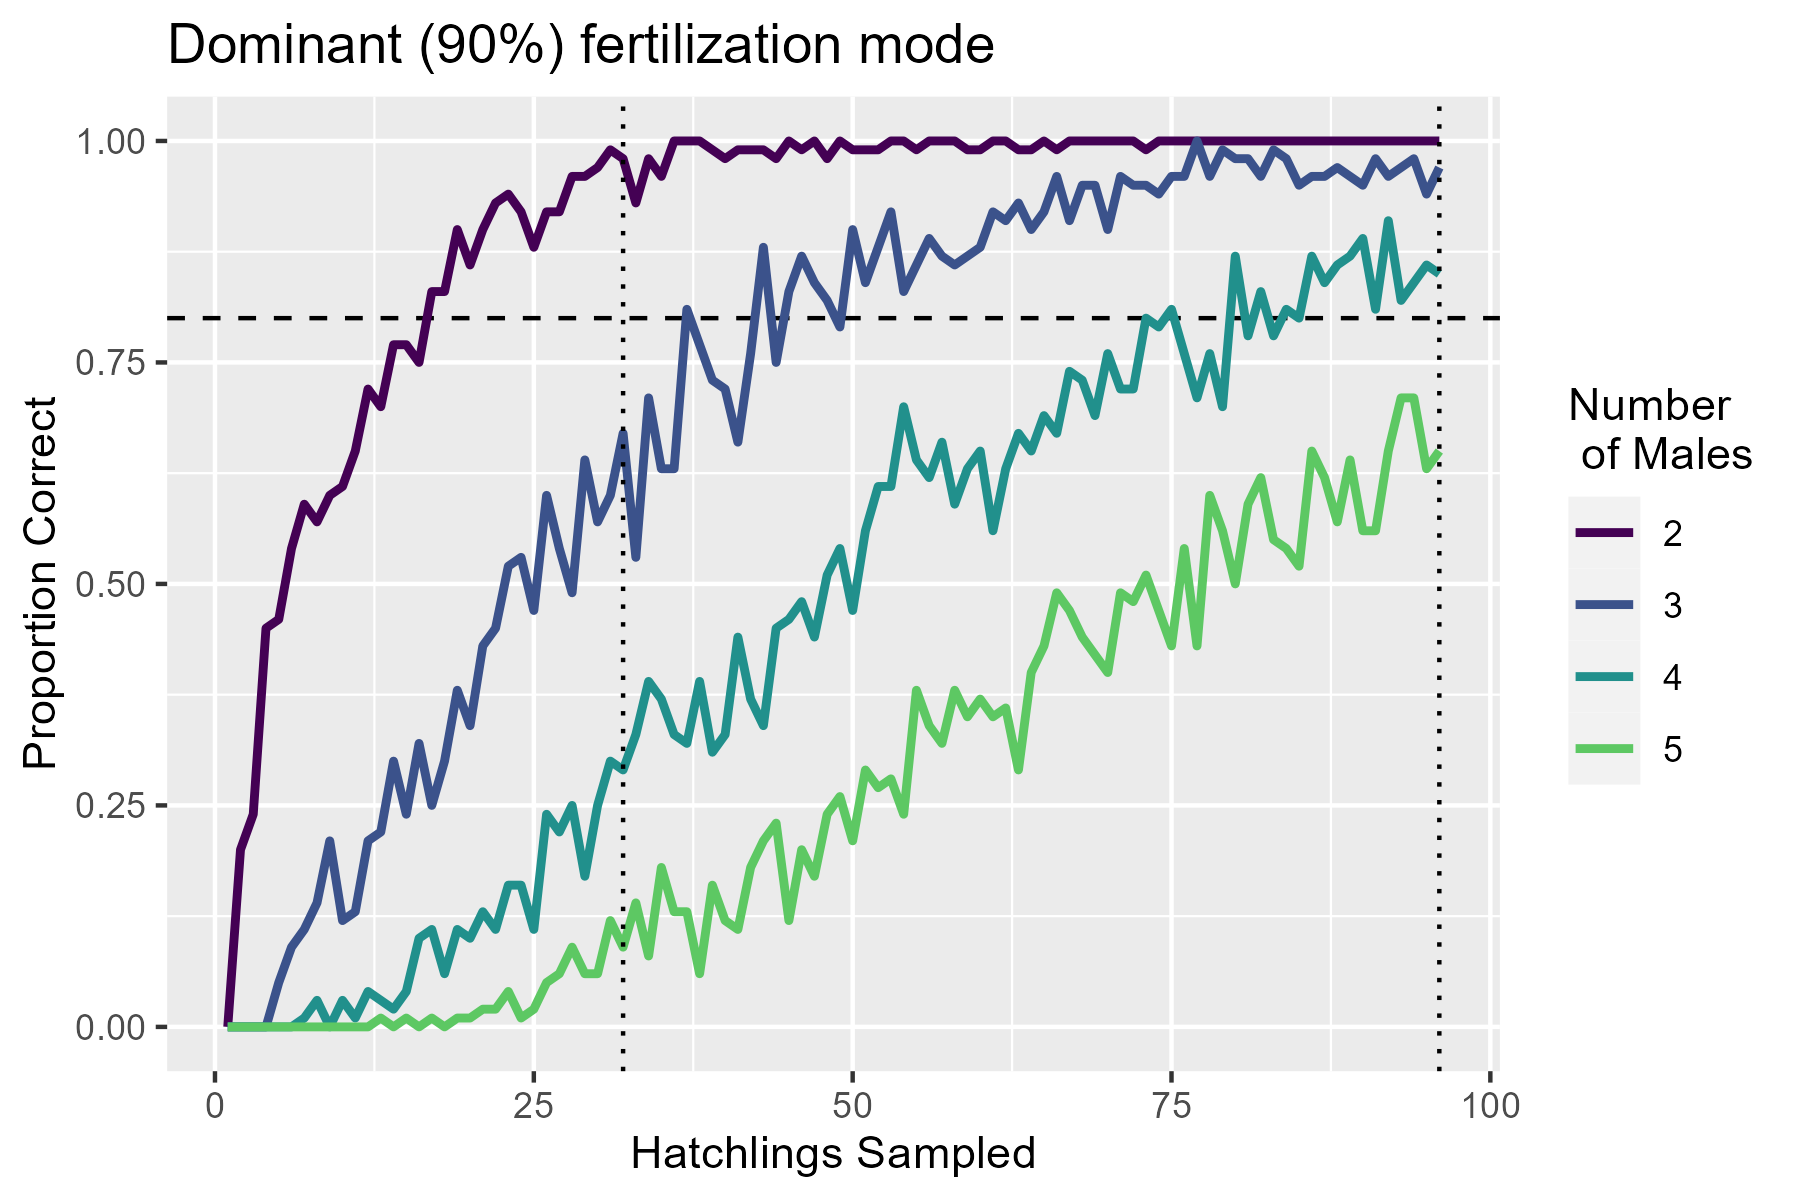 Dominant (90%) fertilization mode
1.00
0.75
0.50
0.25
0.00
Proportion Correct
0 25 50 75 100
Hatchlings Sampled
Number
of Males
2
3
4
5